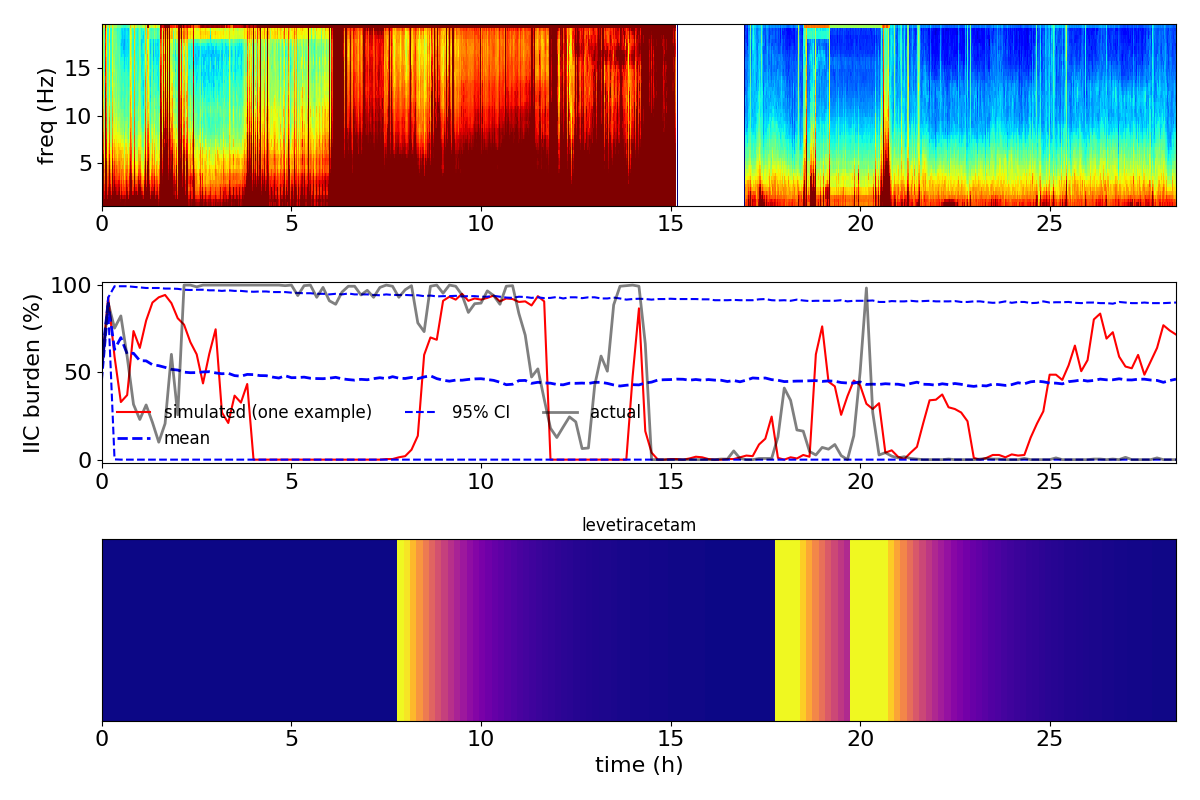 freq (Hz)
15
10
5
0 5 10 15 20 25
IIC burden (%)
100
50
0
simulated (one example) 95% CI actual
mean
0 5 10 15 20 25
levetiracetam
0 5 10 15 20 25
time (h)